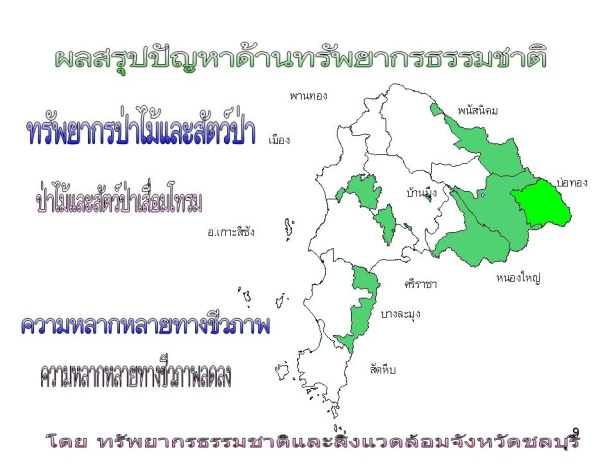 ผลสรุปปัญหาด้านทรัพยากรธรรมชาติ
พานทอง
พนัสนิคม
ทรัพยากรป่าไม้และสัตว์ป่า
เมือง
บ่อทอง
บ้านบึง
ป่าไม้และสัตว์ป่าเสื่อมโทรม
อ.เกาะสีชัง
ศรีราชา
หนองใหญ่
บางละมุง
ความหลากหลายทางชีวภาพ
สัตหีบ
ความหลากหลายทางชีวภาพลดลง
9
โดย ทรัพยากรธรรมชาติและสิ่งแวดล้อมจังหวัดชลบุรี